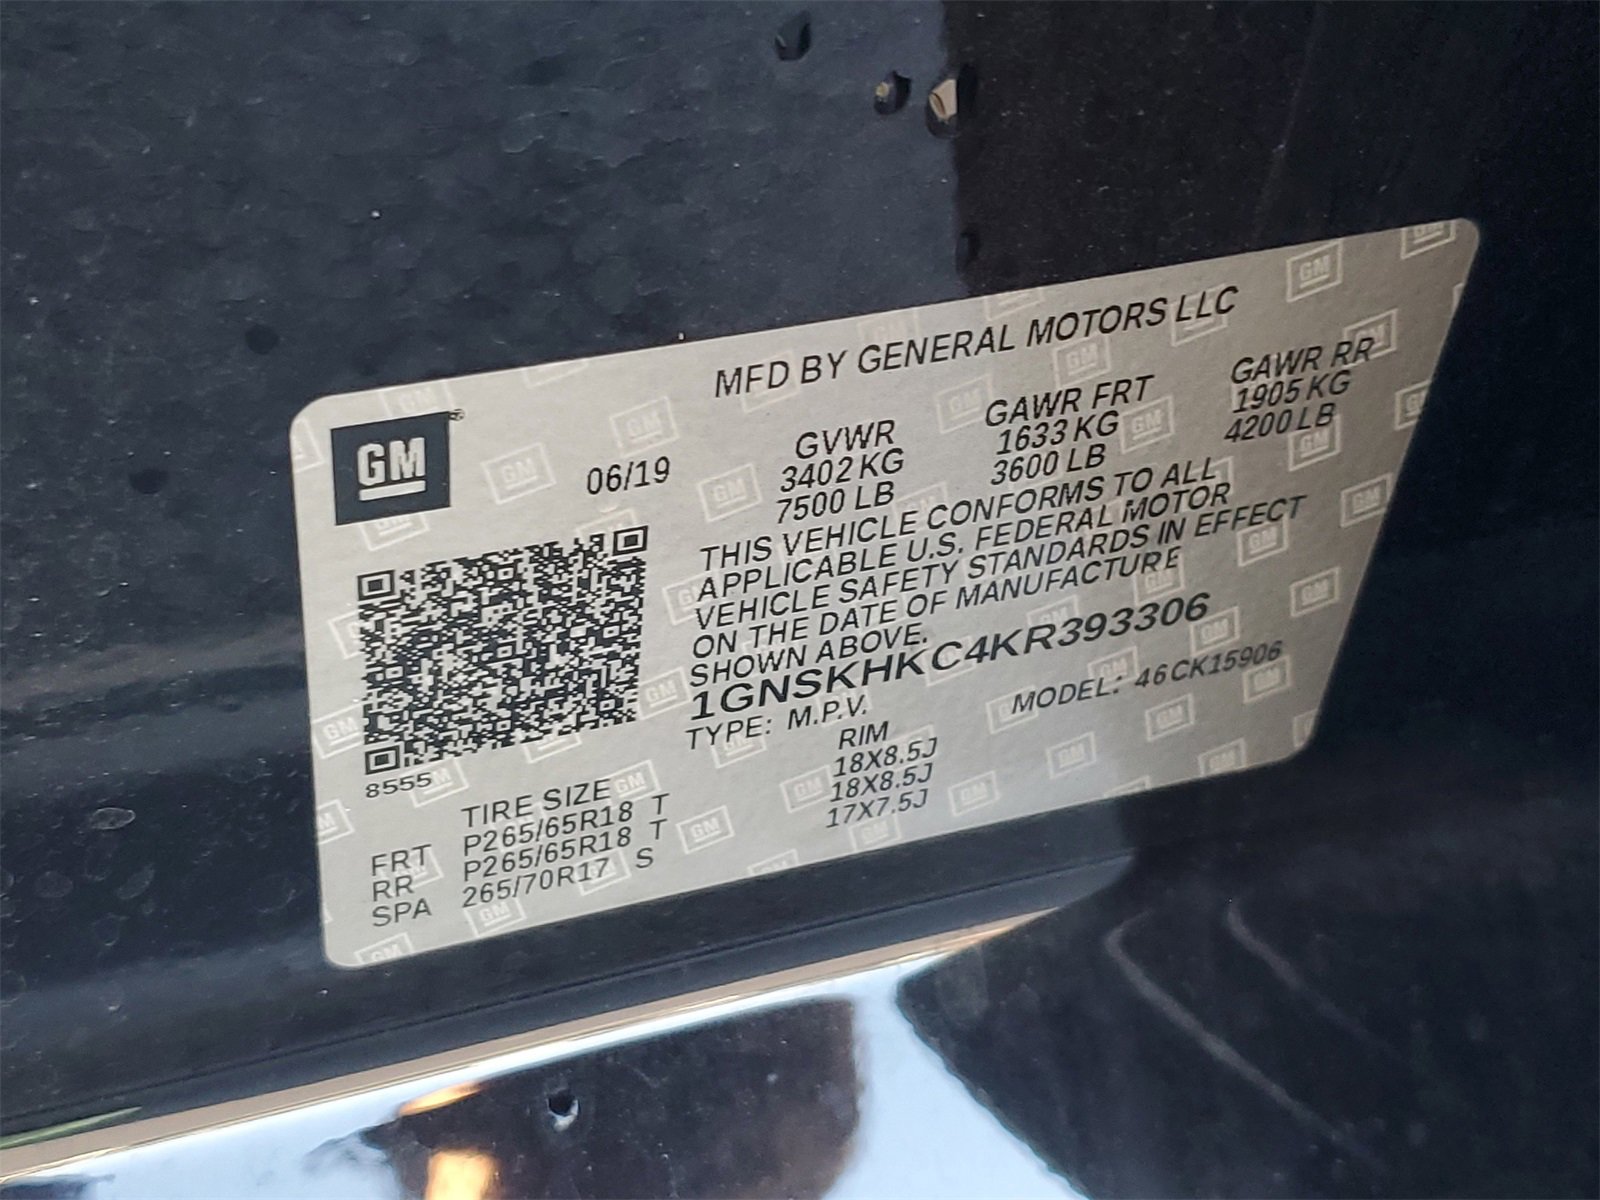 MFD BY GENERAL MOTORS LLC
GM®
06/19
GVWR GAWR FRT GAWR RR
3402 KG 1633 KG 1905 KG
7500 LB 3600 LB 4200 LB
THIS VEHICLE CONFORMS TO ALL
APPLICABLE U.S. FEDERAL MOTOR
VEHICLE SAFETY STANDARDS IN EFFECT
ON THE DATE OF MANUFACTURE
SHOWN ABOVE.
1GNSKHKC4KR393306
TYPE: M.P.V. MODEL: 46CK15906
8555
TIRE SIZE RIM
FRT P265/65R18 T 18X8.5J
RR P265/65R18 T 18X8.5J
SPA 265/70R17 S 17X7.5J